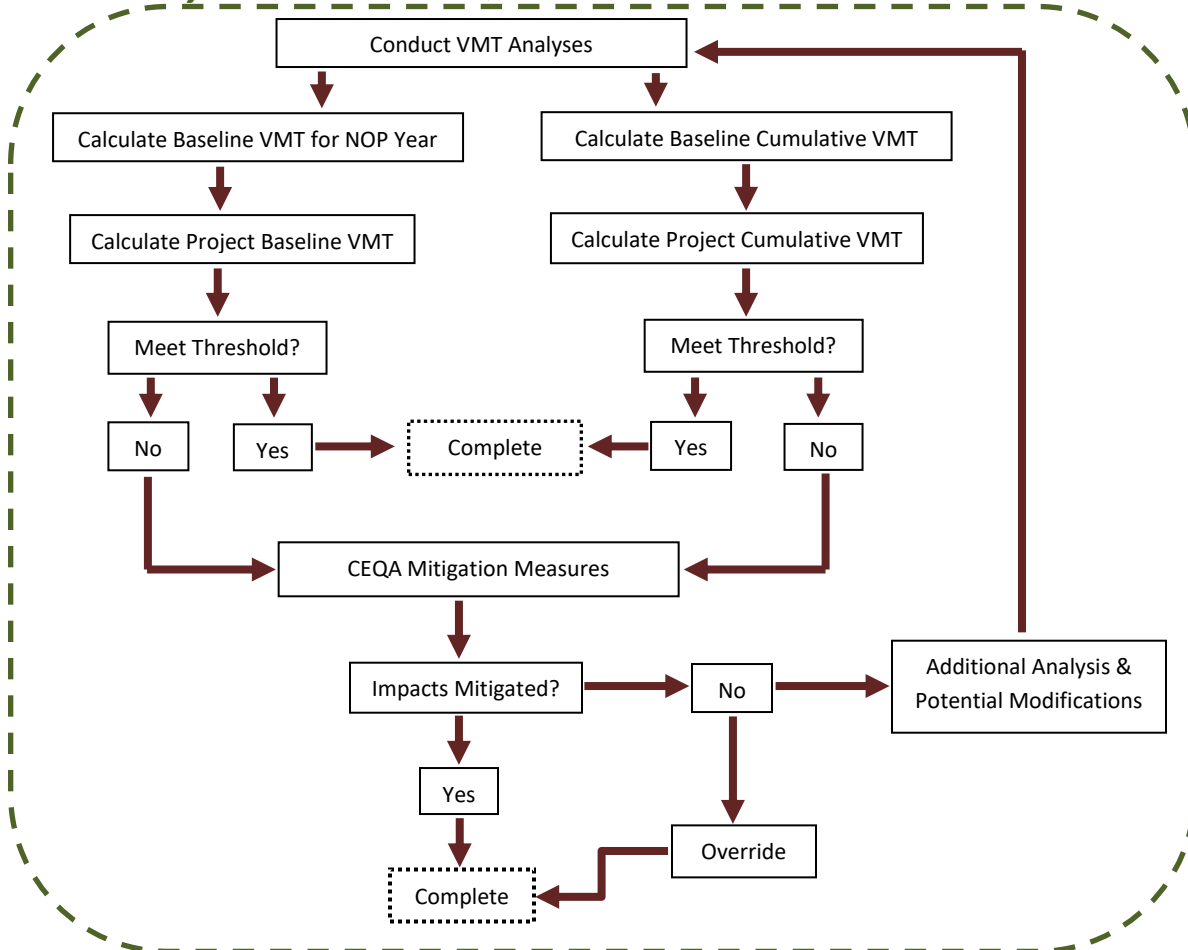 Conduct VMT Analyses
Calculate Baseline VMT for NOP Year
Calculate Baseline Cumulative VMT
Calculate Project Baseline VMT
Calculate Project Cumulative VMT
Meet Threshold?
Meet Threshold?
No
Yes
Complete
Yes
No
CEQA Mitigation Measures
Impacts Mitigated?
No
Additional Analysis &
Potential Modifications
Yes
Override
Complete